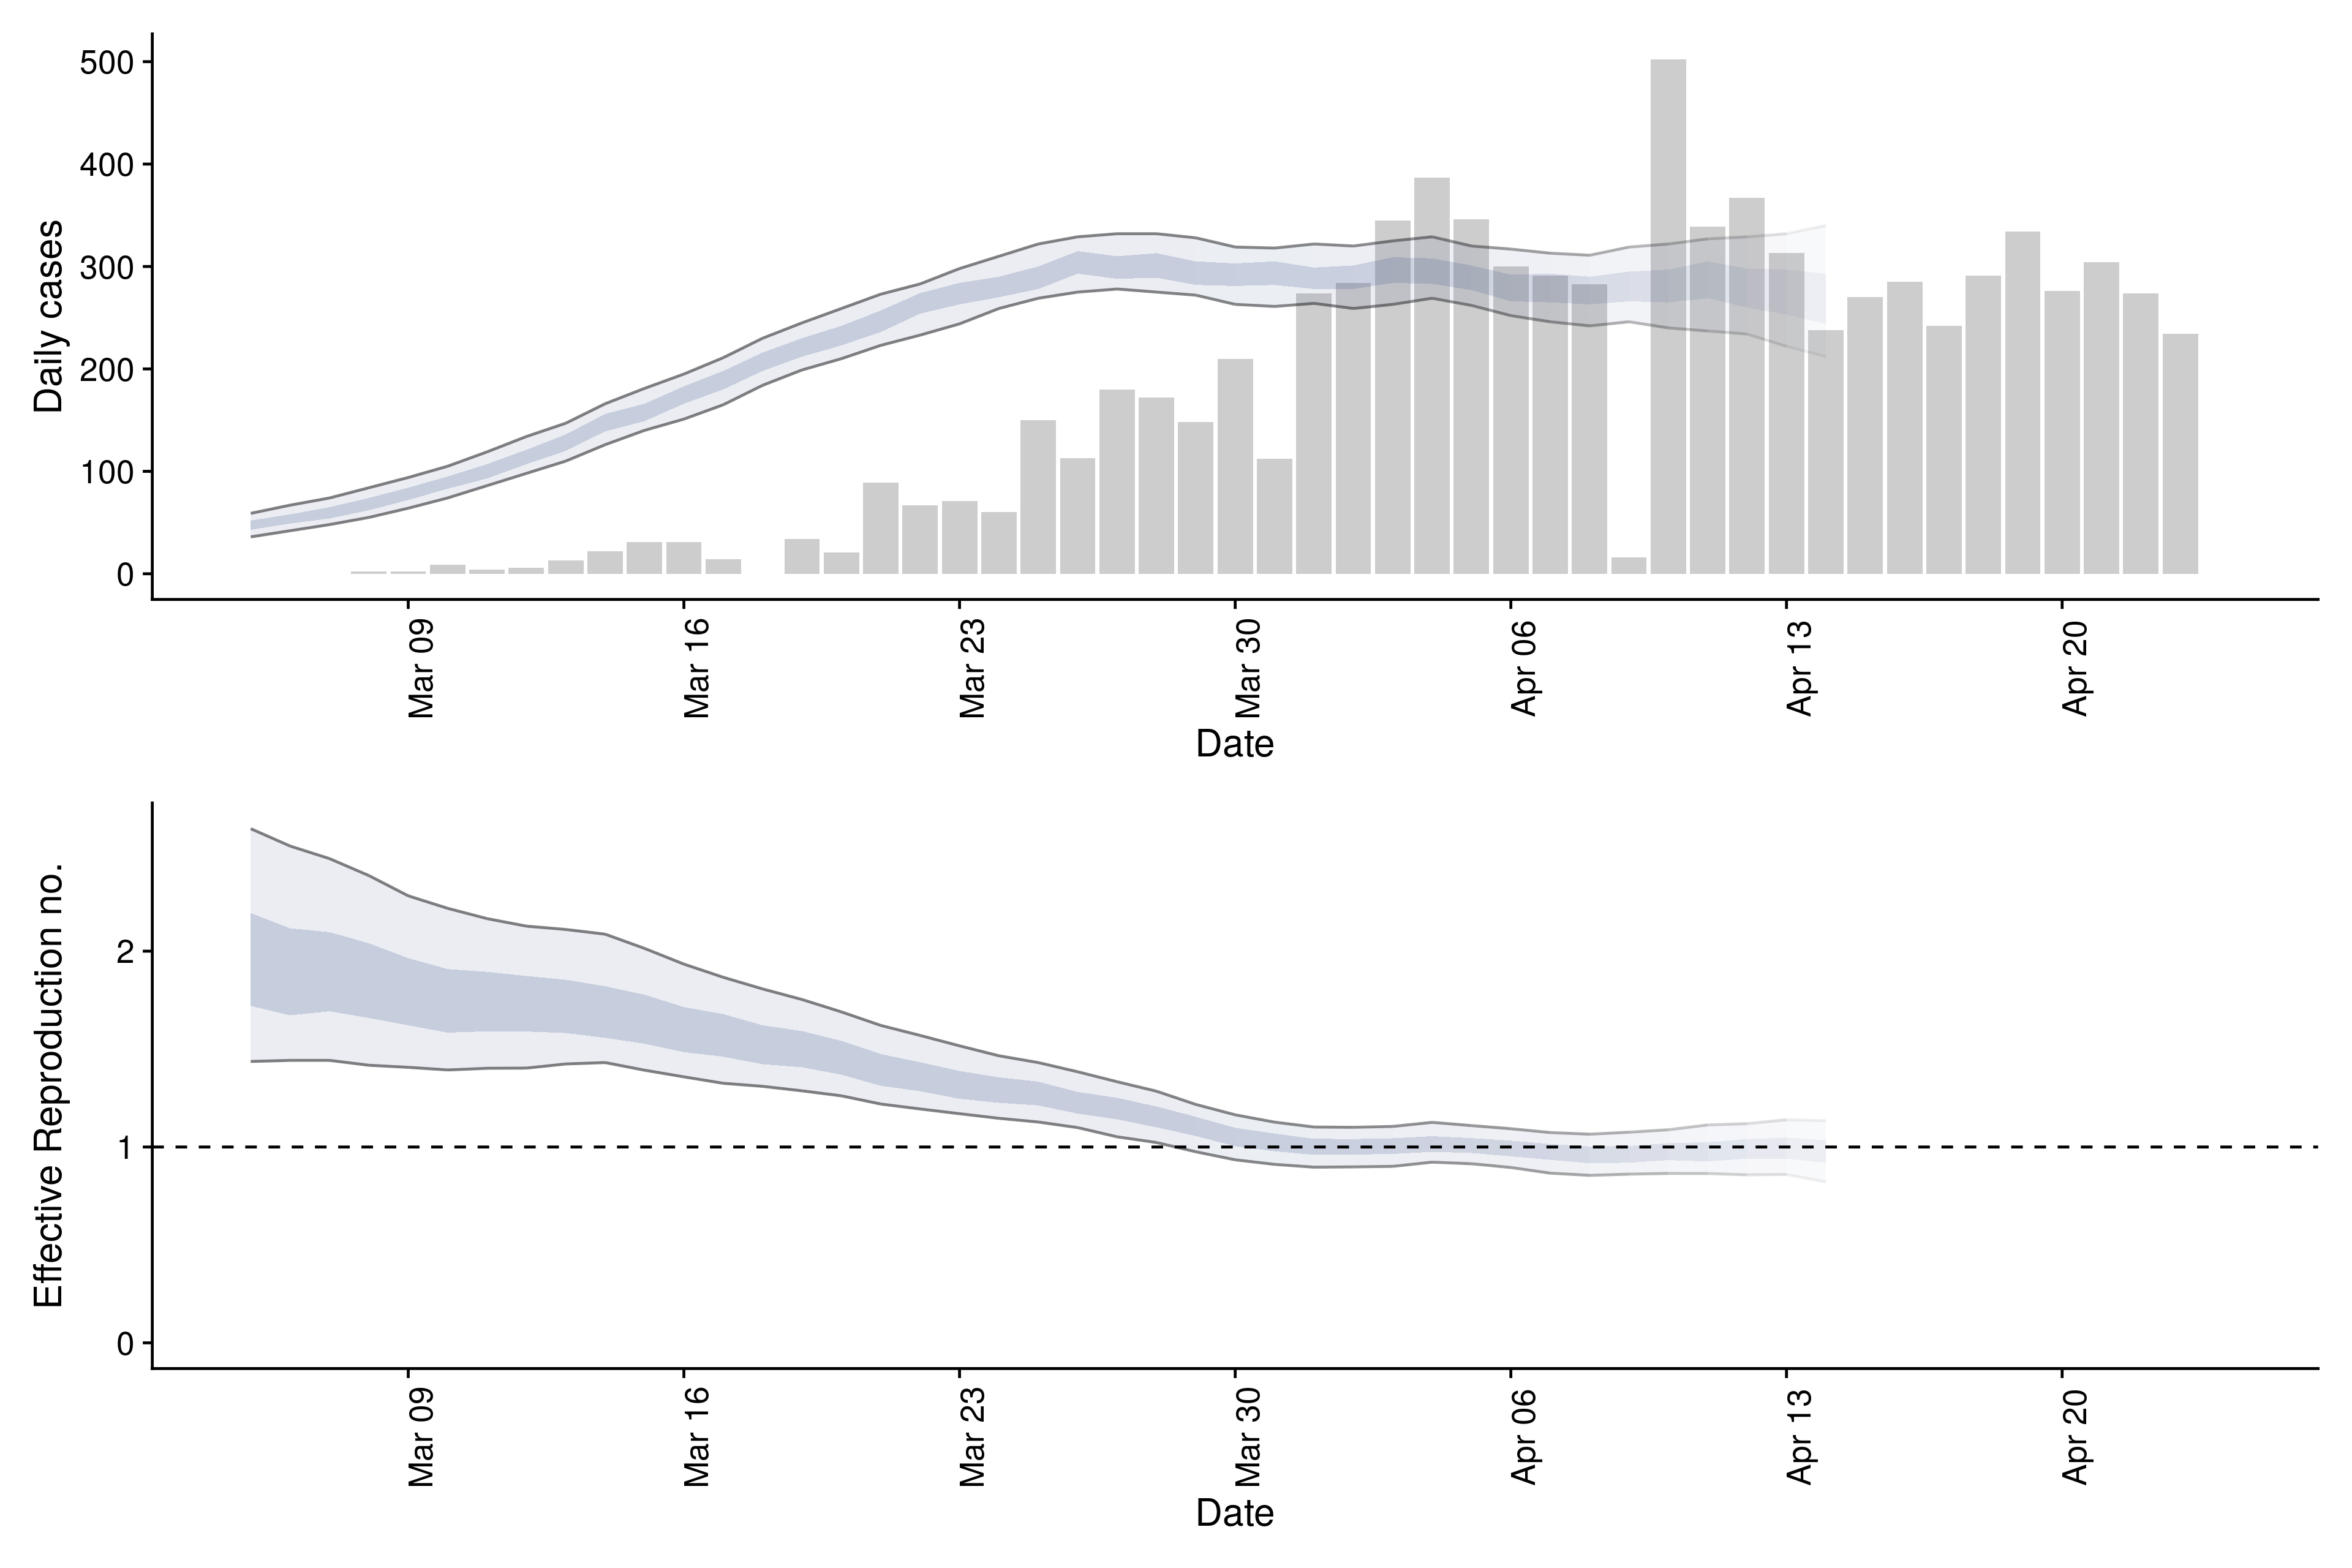 Daily cases
500
400
300
200
100
0
Mar 09
Mar 16
Mar 23
Mar 30
Apr 06
Apr 13
Apr 20
Date
Effective Reproduction no.
2
1
0
Mar 09
Mar 16
Mar 23
Mar 30
Apr 06
Apr 13
Apr 20
Date